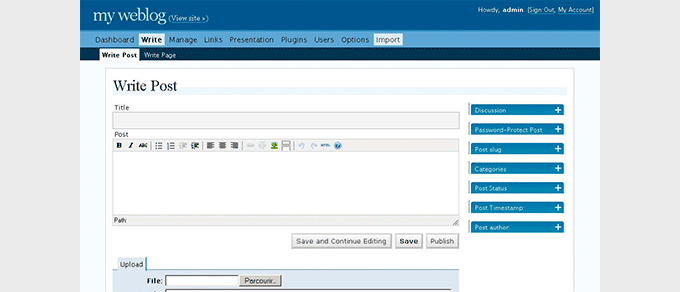 my weblog (View site »)
Howdy, admin. [Sign Out, My Account]
Dashboard Write Manage Links Presentation Plugins Users Options Import
Write Post Write Page
Write Post
Title
Post
B I ABC HTML
Path:
Save and Continue Editing Save Publish
Discussion +
Password-Protect Post +
Post slug +
Categories +
Post Status +
Post Timestamp: +
Post author: +
Upload
File: Parcourir...